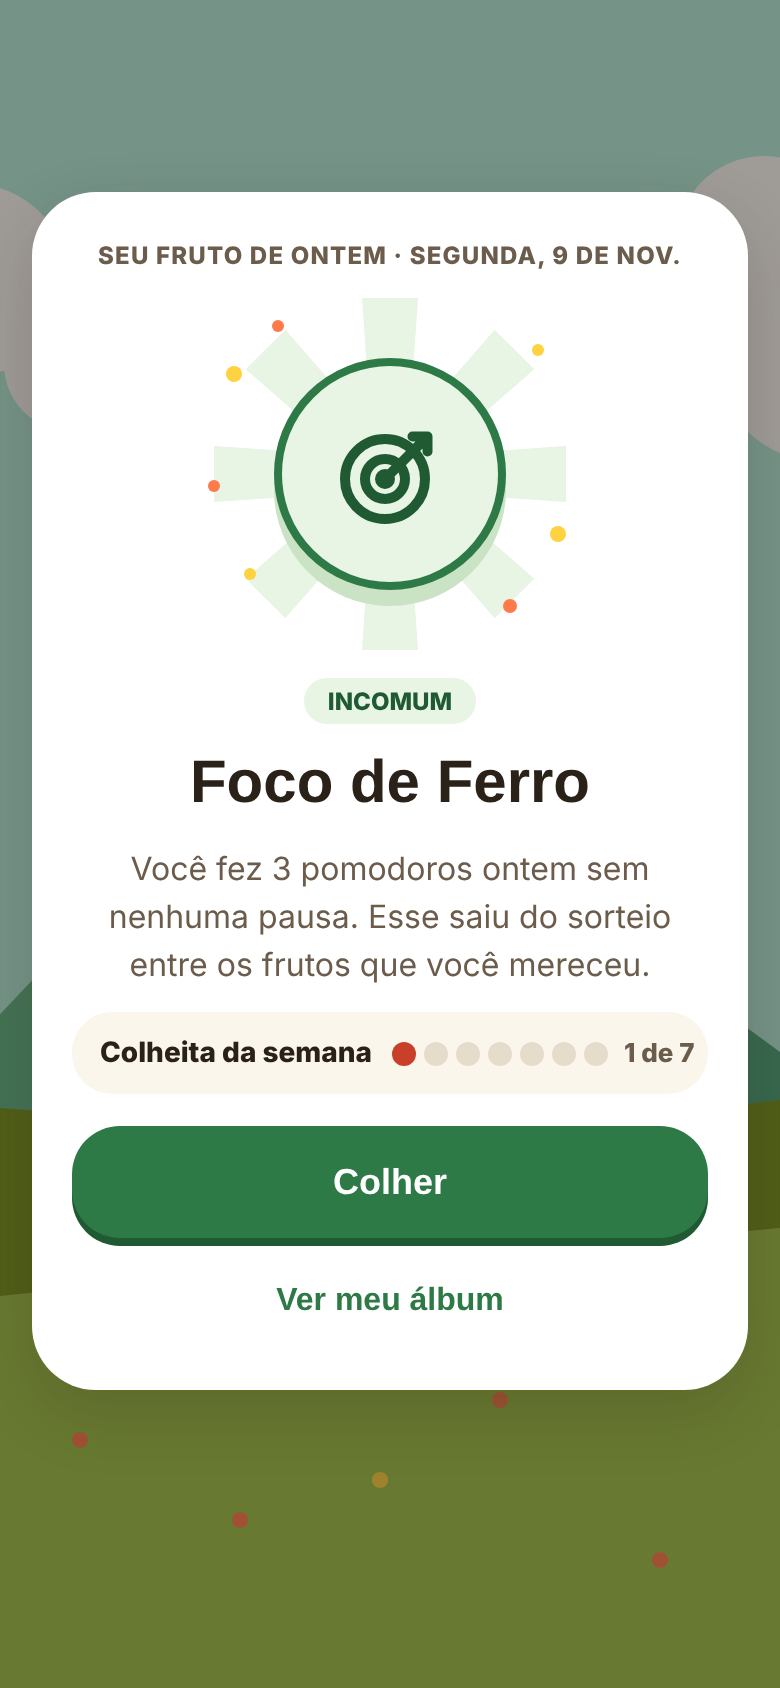 SEU FRUTO DE ONTEM · SEGUNDA, 9 DE NOV.
INCOMUM
Foco de Ferro
Você fez 3 pomodoros ontem sem
nenhuma pausa. Esse saiu do sorteio
entre os frutos que você mereceu.
Colheita da semana 1 de 7
Colher
Ver meu álbum